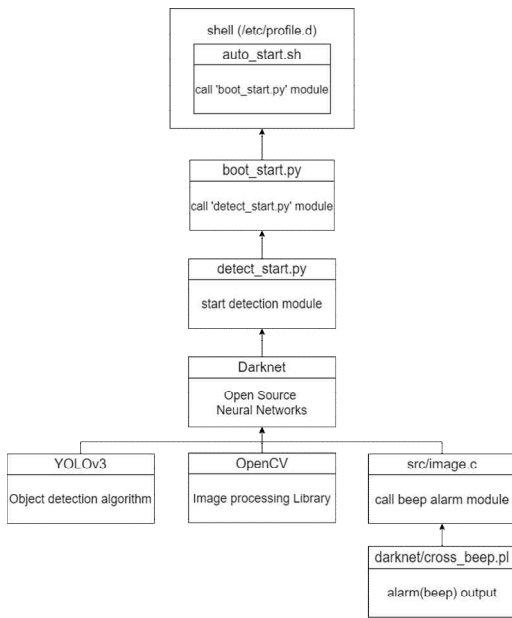 shell (/etc/profile.d)
auto_start.sh
call 'boot_start.py' module
boot_start.py
call 'detect_start.py' module
detect_start.py
start detection module
Darknet
Open Source
Neural Networks
YOLOv3
Object detection algorithm
OpenCV
Image processing Library
src/image.c
call beep alarm module
darknet/cross_beep.pl
alarm(beep) output